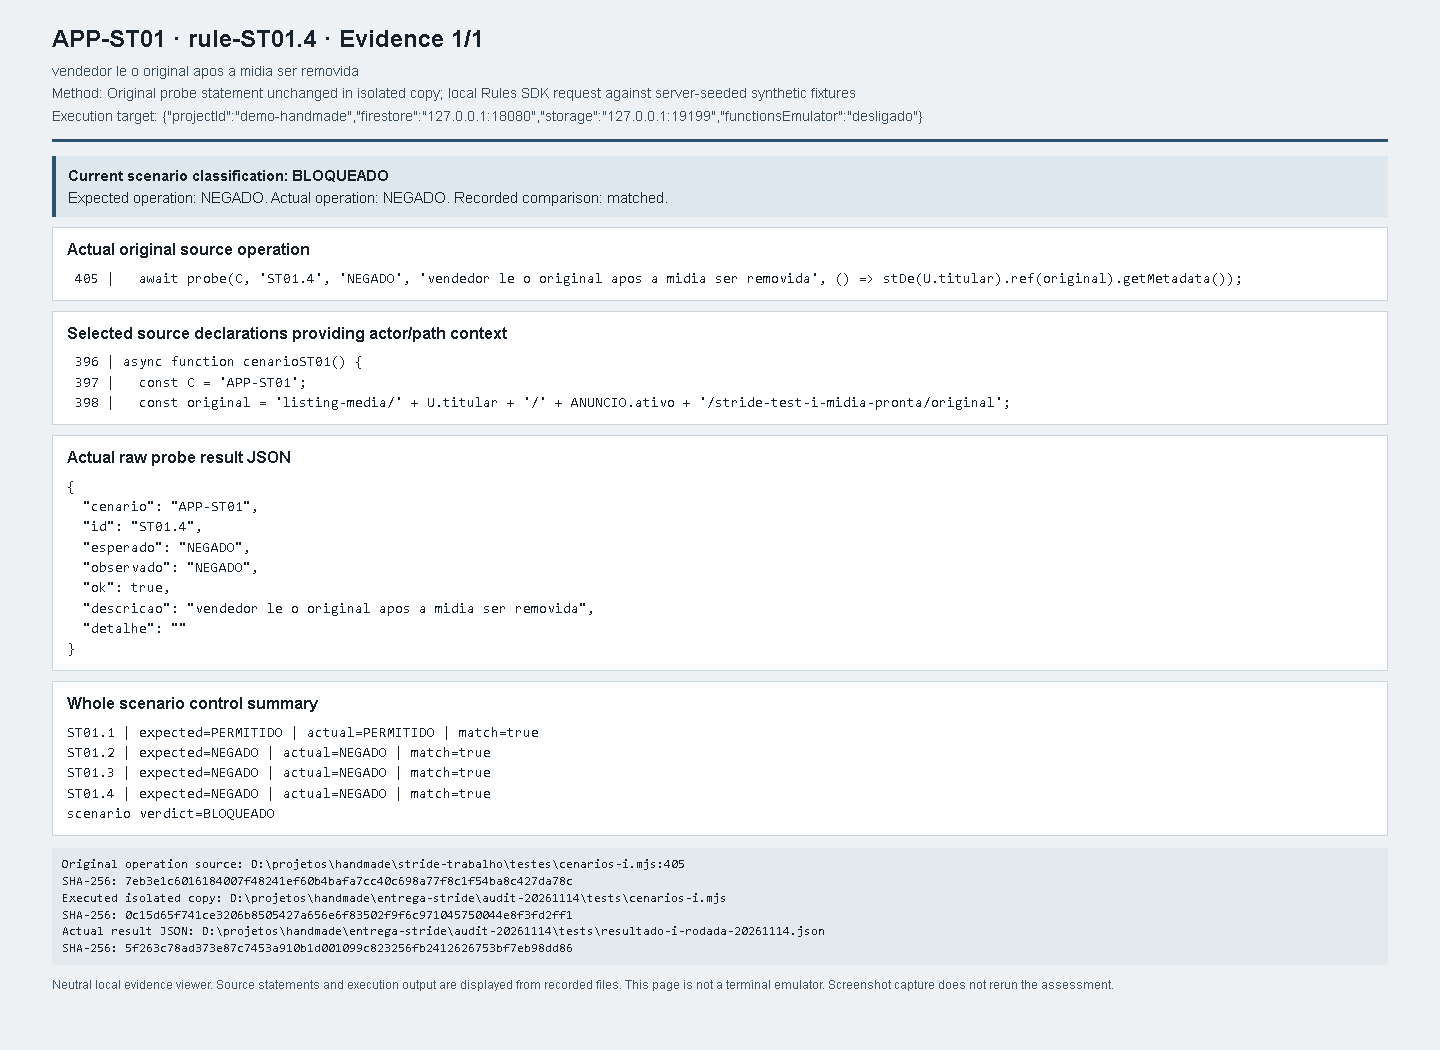 APP-ST01 · rule-ST01.4 · Evidence 1/1
vendedor le o original apos a midia ser removida
Method: Original probe statement unchanged in isolated copy; local Rules SDK request against server-seeded synthetic fixtures
Execution target: {"projectId":"demo-handmade","firestore":"127.0.0.1:18080","storage":"127.0.0.1:19199","functionsEmulator":"desligado"}
Current scenario classification: BLOQUEADO
Expected operation: NEGADO. Actual operation: NEGADO. Recorded comparison: matched.
Actual original source operation
405 |   await probe(C, 'ST01.4', 'NEGADO', 'vendedor le o original apos a midia ser removida', () => stDe(U.titular).ref(original).getMetadata());
Selected source declarations providing actor/path context
396 | async function cenarioST01() {
397 |   const C = 'APP-ST01';
398 |   const original = 'listing-media/' + U.titular + '/' + ANUNCIO.ativo + '/stride-test-i-midia-pronta/original';
Actual raw probe result JSON
{
  "cenario": "APP-ST01",
  "id": "ST01.4",
  "esperado": "NEGADO",
  "observado": "NEGADO",
  "ok": true,
  "descricao": "vendedor le o original apos a midia ser removida",
  "detalhe": ""
}
Whole scenario control summary
ST01.1 | expected=PERMITIDO | actual=PERMITIDO | match=true
ST01.2 | expected=NEGADO | actual=NEGADO | match=true
ST01.3 | expected=NEGADO | actual=NEGADO | match=true
ST01.4 | expected=NEGADO | actual=NEGADO | match=true
scenario verdict=BLOQUEADO
Original operation source: D:\projetos\handmade\stride-trabalho\testes\cenarios-i.mjs:405
SHA-256: 7eb3e1c6016184007f48241ef60b4bafa7cc40c698a77f8c1f54ba8c427da78c
Executed isolated copy: D:\projetos\handmade\entrega-stride\audit-20261114\tests\cenarios-i.mjs
SHA-256: 0c15d65f741ce3206b8505427a656e6f83502f9f6c971045750044e8f3fd2ff1
Actual result JSON: D:\projetos\handmade\entrega-stride\audit-20261114\tests\resultado-i-rodada-20261114.json
SHA-256: 5f263c78ad373e87c7453a910b1d001099c823256fb2412626753bf7eb98dd86
Neutral local evidence viewer. Source statements and execution output are displayed from recorded files. This page is not a terminal emulator. Screenshot capture does not rerun the assessment.